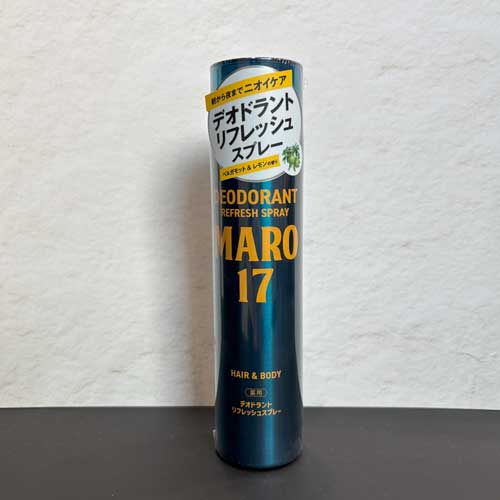 朝から夜までニオイケア
デオドラント
リフレッシュ
スプレー
ベルガモット&レモンの香り
DEODORANT
REFRESH SPRAY
MARO
17
HAIR & BODY
薬用
デオドラント
リフレッシュスプレー